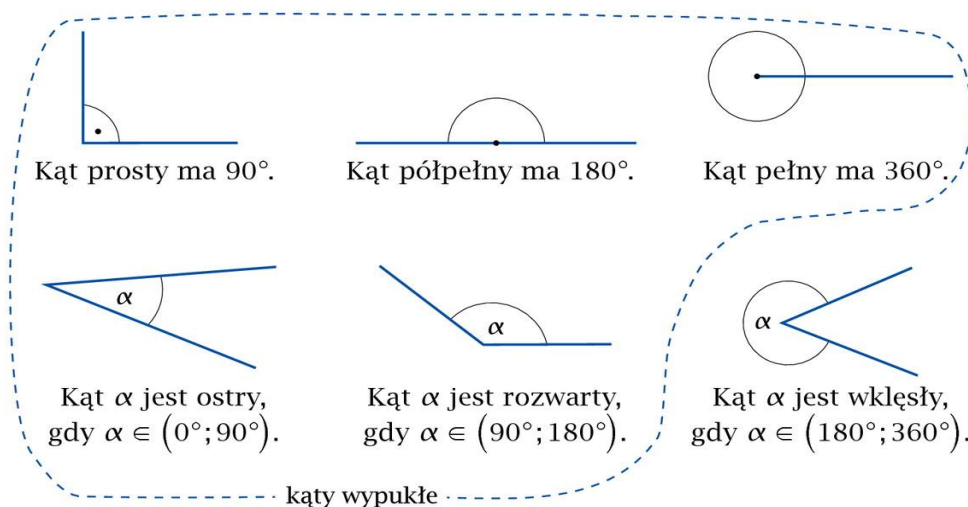 Kąt prosty ma 90°.
Kąt półpełny ma 180°.
Kąt pełny ma 360°.
α
Kąt α jest ostry,
gdy α ∈ (0°; 90°).
α
Kąt α jest rozwarty,
gdy α ∈ (90°; 180°).
α
Kąt α jest wklęsły,
gdy α ∈ (180°; 360°).
kąty wypukłe